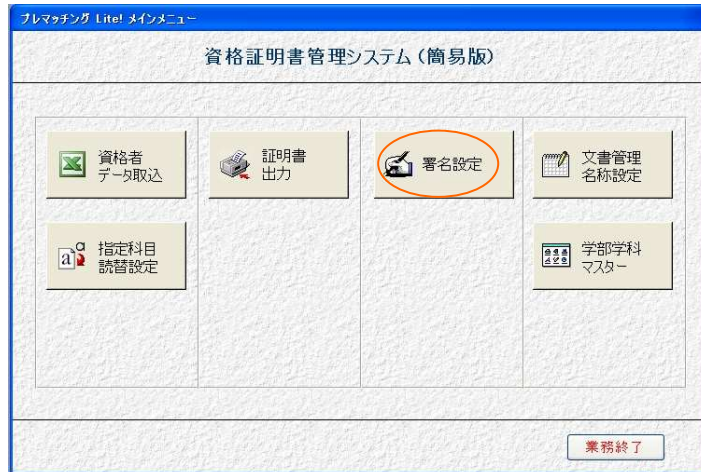 プレマッチング Lite! メインメニュー
資格証明書管理システム（簡易版）
資格者
データ取込
証明書
出力
署名設定
文書管理
名称設定
指定科目
読替設定
学部学科
マスター
業務終了